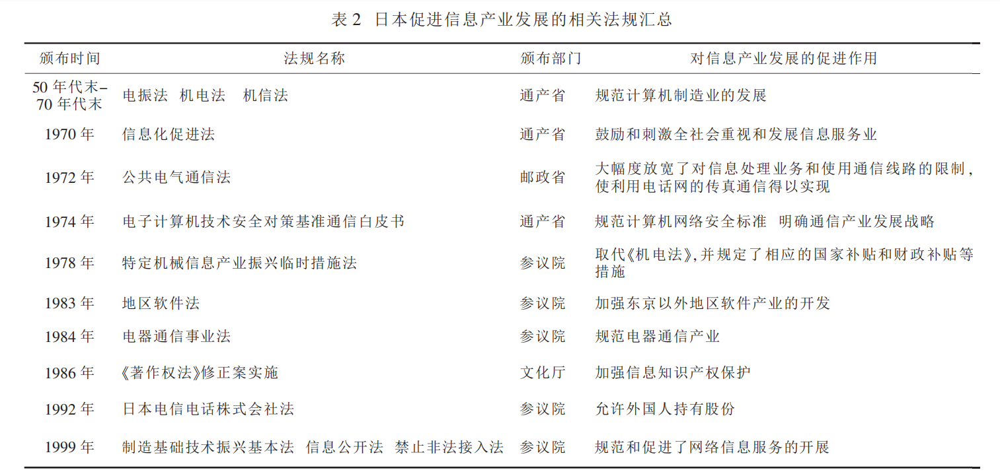 表 2 日本促进信息产业发展的相关法规汇总
颁布时间 法规名称 颁布部门 对信息产业发展的促进作用
50 年代末–
70 年代末 电振法 机电法 机信法 通产省 规范计算机制造业的发展
1970 年 信息化促进法 通产省 鼓励和刺激全社会重视和发展信息服务业
1972 年 公共电气通信法 邮政省 大幅度放宽了对信息处理业务和使用通信线路的限制,
使利用电话网的传真通信得以实现
1974 年 电子计算机技术安全对策基准通信白皮书 通产省 规范计算机网络安全标准 明确通信产业发展战略
1978 年 特定机械信息产业振兴临时措施法 参议院 取代《机电法》,并规定了相应的国家补贴和财政补贴等
措施
1983 年 地区软件法 参议院 加强东京以外地区软件产业的开发
1984 年 电器通信事业法 参议院 规范电器通信产业
1986 年 《著作权法》修正案实施 文化厅 加强信息知识产权保护
1992 年 日本电信电话株式会社法 参议院 允许外国人持有股份
1999 年 制造基础技术振兴基本法 信息公开法 禁止非法接入法 参议院 规范和促进了网络信息服务的开展